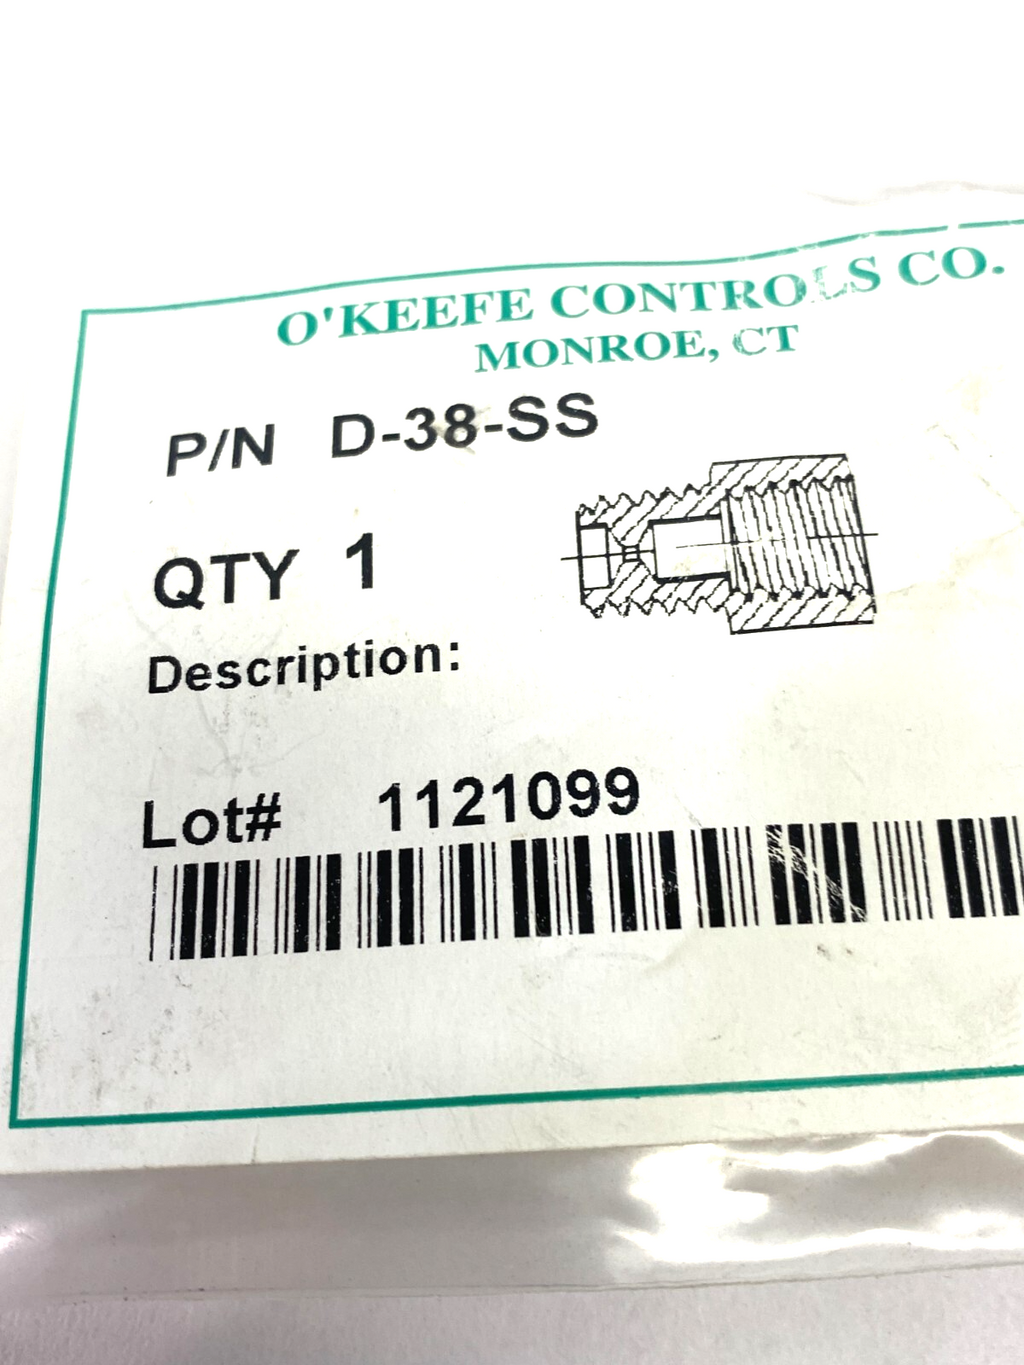 O'KEEFE CONTROLS CO.
MONROE, CT
P/N D-38-SS
QTY 1
Description:
Lot# 1121099